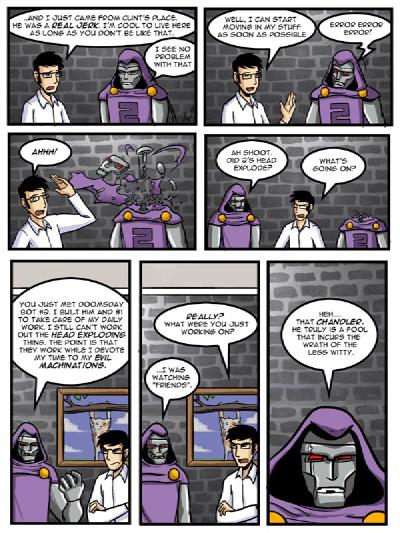 ..AND I JUST CAME FROM CLINT'S PLACE.
HE WAS A REAL JERK. I'M COOL TO LIVE HERE
AS LONG AS YOU DON'T BE LIKE THAT.
I SEE NO
PROBLEM
WITH THAT
2
WELL, I CAN START
MOVING IN MY STUFF
AS SOON AS POSSIBLE
ERROR ERROR
ERROR!
2
AHHH!
2
AH SHOOT.
DID 2'S HEAD
EXPLODE?
WHAT'S
GOING ON?
YOU JUST MET DOOMSDAY
BOT #2. I BUILT HIM AND #1
TO TAKE CARE OF MY DAILY
WORK. I STILL CAN'T WORK
OUT THE HEAD EXPLODING
THING. THE POINT IS THAT
THEY WORK WHILE I DEVOTE
MY TIME TO MY EVIL
MACHINATIONS.
REALLY?
WHAT WERE YOU JUST
WORKING ON?
...I WAS
WATCHING
"FRIENDS".
HEH...
THAT CHANDLER.
HE TRULY IS A FOOL
THAT INCURS THE
WRATH OF THE
LESS WITTY.